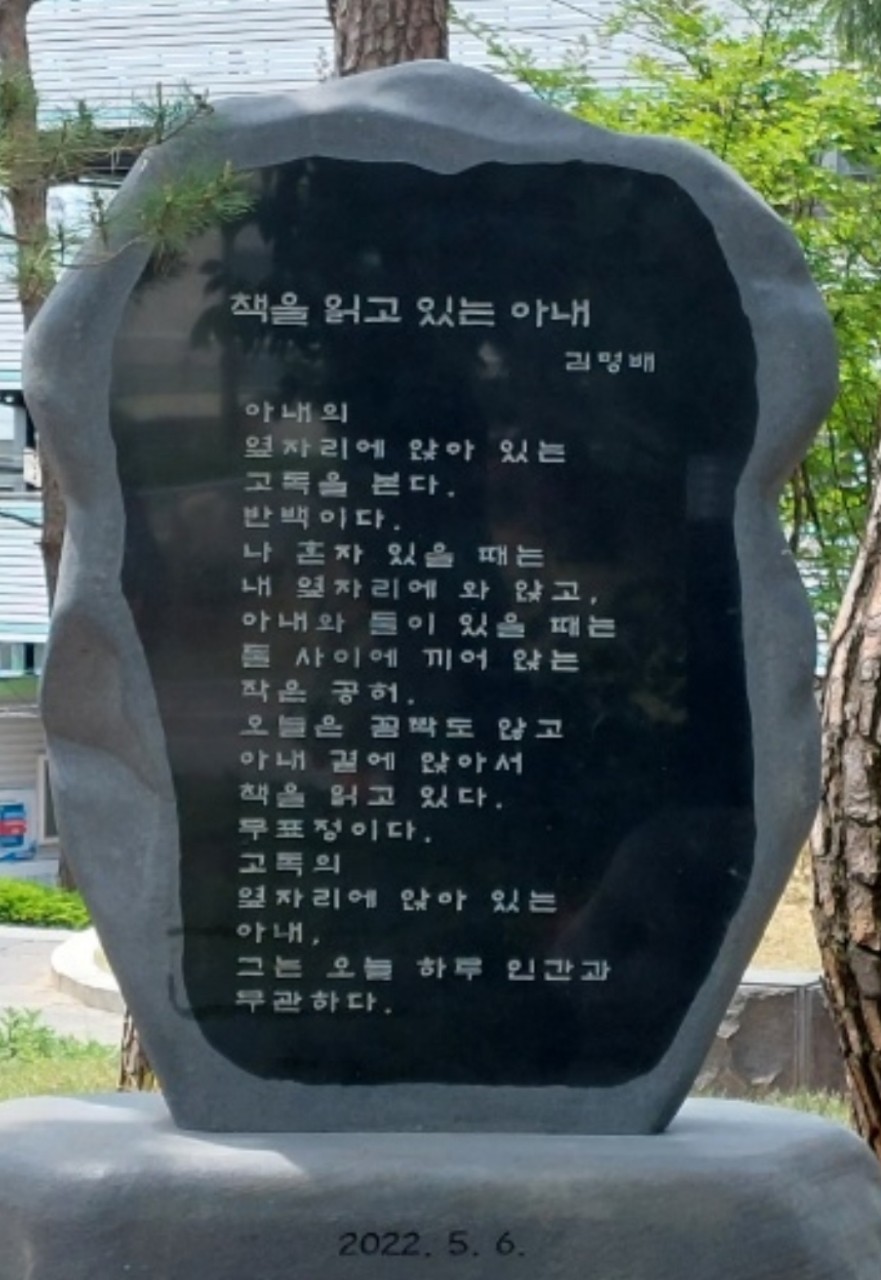 책을 읽고 있는 아내
김명배
아내의
옆자리에 앉아 있는
고독을 본다.
반백이다.
나 혼자 있을 때는
내 옆자리에 와 앉고,
아내와 둘이 있을 때는
둘 사이에 끼어 앉는
작은 공허.
오늘은 꼼짝도 않고
아내 곁에 앉아서
책을 읽고 있다.
무표정이다.
고독의
옆자리에 앉아 있는
아내,
그는 오늘 하루 인간과
무관하다.
2022. 5. 6.